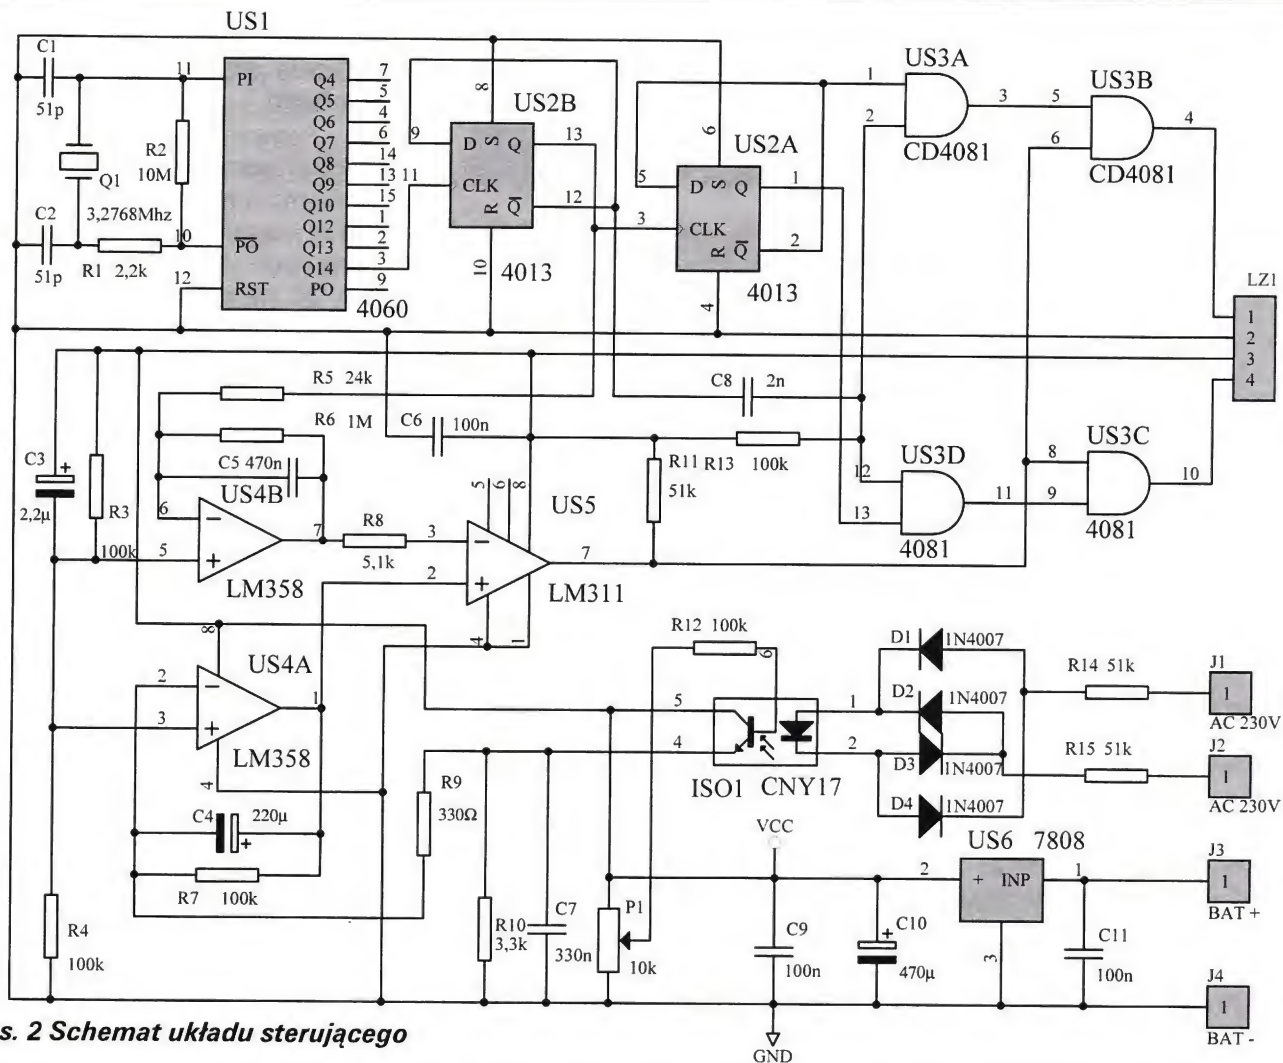 US1
C1
51p
C2
51p
Q1
3,2768Mhz
R1 2,2k
R2
10M
11
10
12
PI
PO
RST
Q4
Q5
Q6
Q7
Q8
Q9
Q10
Q12
Q13
Q14
PO
7
5
4
6
14
13
15
1
2
3
9
4060
US2B
9
11
8
D S Q
CLK
R Q
13
12
10
4013
US2A
5
3
6
D S Q
CLK
R Q
1
2
4
4013
US3A
1
2
3
CD4081
US3B
5
6
4
CD4081
LZ1
1
2
3
4
R5 24k
R6 1M
C5 470n
C6
100n
C8 2n
R11
51k
R13 100k
US3D
12
13
11
4081
US3C
8
9
10
4081
C3
+
2,2µ
R3
100k
US4B
6
5
7
LM358
R8
5,1k
US5
5
6
8
3
2
7
4
1
LM311
US4A
8
2
3
1
4
LM358
C4 220µ
+
R7 100k
R4
100k
R9
330Ω
R10
3,3k
C7
330n
P1
10k
R12 100k
6
5
4
1
2
ISO1 CNY17
D1 1N4007
D2 1N4007
D3 1N4007
D4 1N4007
R14 51k
R15 51k
J1
1
AC 230V
J2
1
AC 230V
VCC
C9
100n
C10
+
470µ
US6 7808
2
+ INP
1
3
C11
100n
J3
1
BAT +
J4
1
BAT -
GND
s. 2 Schemat układu sterującego